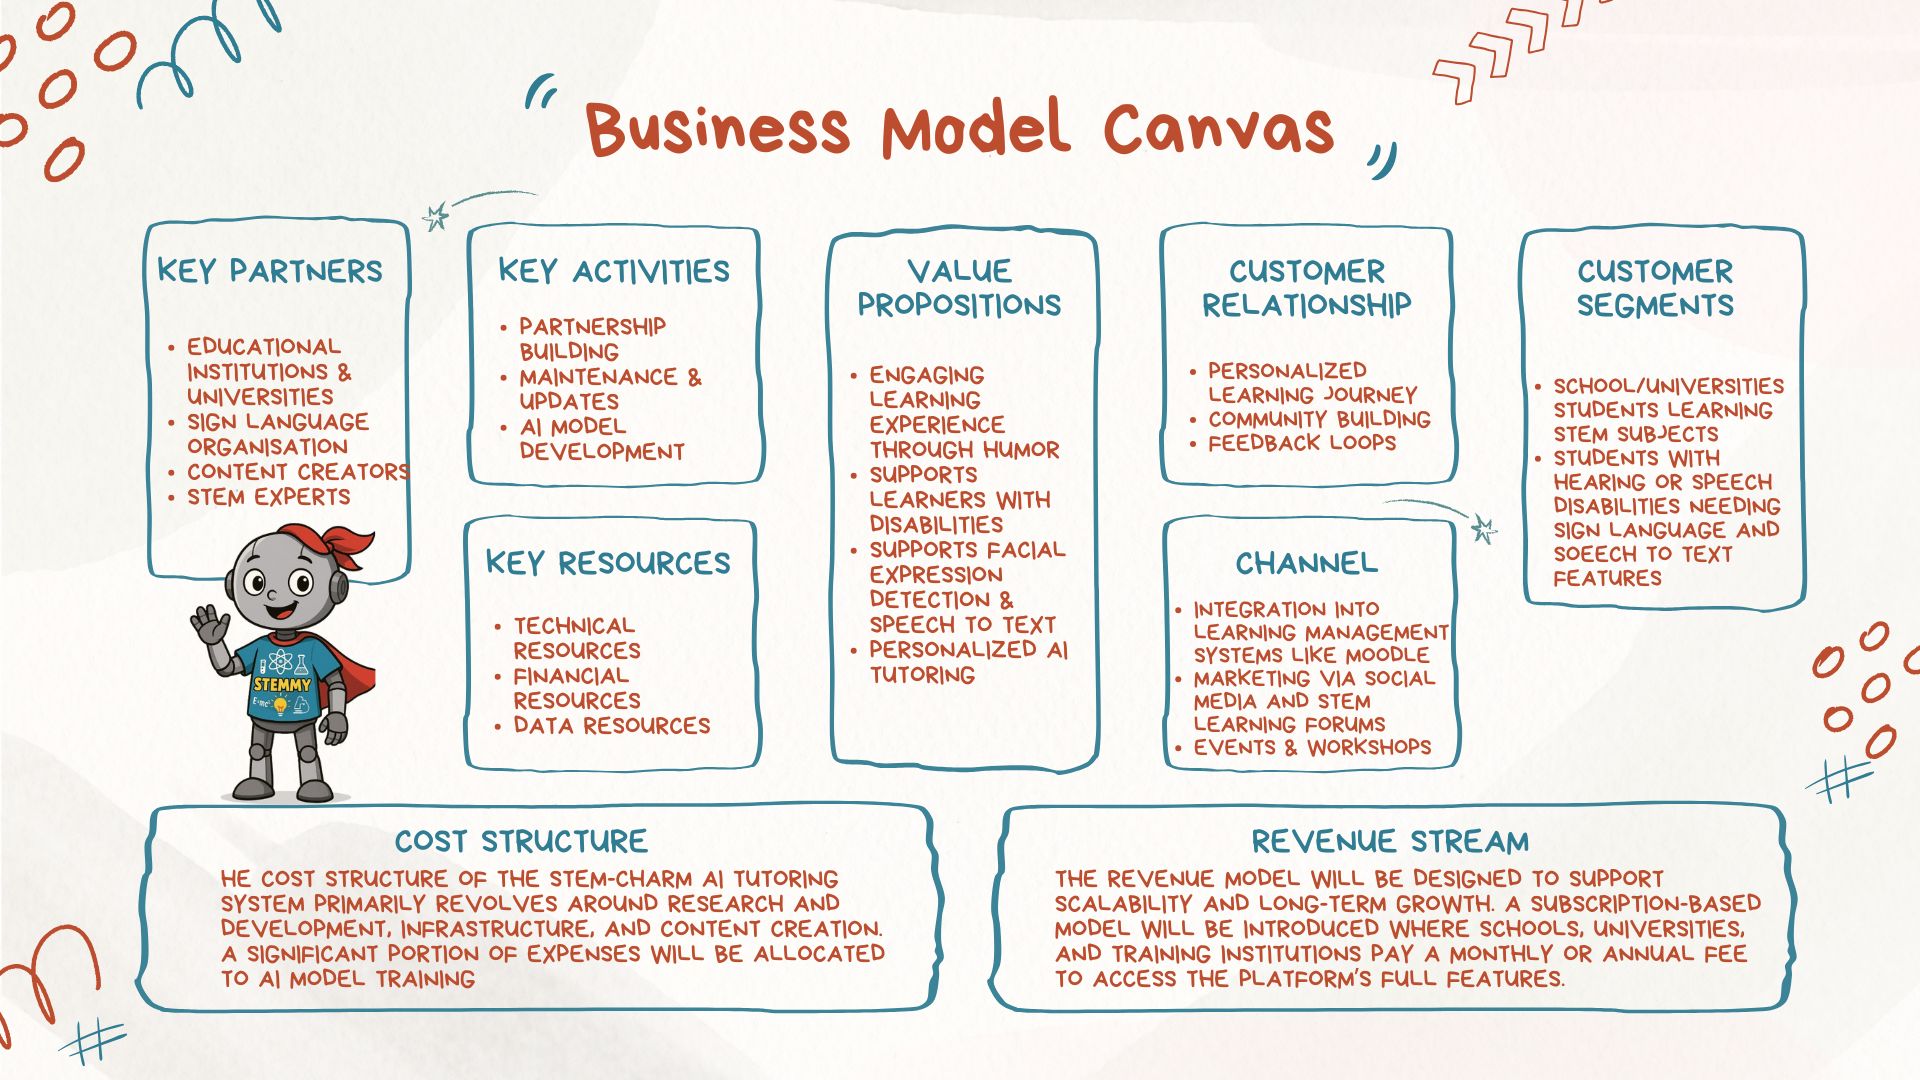 Business Model Canvas
KEY PARTNERS
• EDUCATIONAL
INSTITUTIONS &
UNIVERSITIES
• SIGN LANGUAGE
ORGANISATION
• CONTENT CREATORS
• STEM EXPERTS
STEMMY
E=mc²
KEY ACTIVITIES
• PARTNERSHIP
BUILDING
• MAINTENANCE &
UPDATES
• AI MODEL
DEVELOPMENT
KEY RESOURCES
• TECHNICAL
RESOURCES
• FINANCIAL
RESOURCES
• DATA RESOURCES
VALUE
PROPOSITIONS
• ENGAGING
LEARNING
EXPERIENCE
THROUGH HUMOR
• SUPPORTS
LEARNERS WITH
DISABILITIES
• SUPPORTS FACIAL
EXPRESSION
DETECTION &
SPEECH TO TEXT
• PERSONALIZED AI
TUTORING
CUSTOMER
RELATIONSHIP
• PERSONALIZED
LEARNING JOURNEY
• COMMUNITY BUILDING
• FEEDBACK LOOPS
CHANNEL
• INTEGRATION INTO
LEARNING MANAGEMENT
SYSTEMS LIKE MOODLE
• MARKETING VIA SOCIAL
MEDIA AND STEM
LEARNING FORUMS
• EVENTS & WORKSHOPS
CUSTOMER
SEGMENTS
• SCHOOL/UNIVERSITIES
STUDENTS LEARNING
STEM SUBJECTS
• STUDENTS WITH
HEARING OR SPEECH
DISABILITIES NEEDING
SIGN LANGUAGE AND
SOEECH TO TEXT
FEATURES
COST STRUCTURE
HE COST STRUCTURE OF THE STEM-CHARM AI TUTORING
SYSTEM PRIMARILY REVOLVES AROUND RESEARCH AND
DEVELOPMENT, INFRASTRUCTURE, AND CONTENT CREATION.
A SIGNIFICANT PORTION OF EXPENSES WILL BE ALLOCATED
TO AI MODEL TRAINING
REVENUE STREAM
THE REVENUE MODEL WILL BE DESIGNED TO SUPPORT
SCALABILITY AND LONG-TERM GROWTH. A SUBSCRIPTION-BASED
MODEL WILL BE INTRODUCED WHERE SCHOOLS, UNIVERSITIES,
AND TRAINING INSTITUTIONS PAY A MONTHLY OR ANNUAL FEE
TO ACCESS THE PLATFORM'S FULL FEATURES.